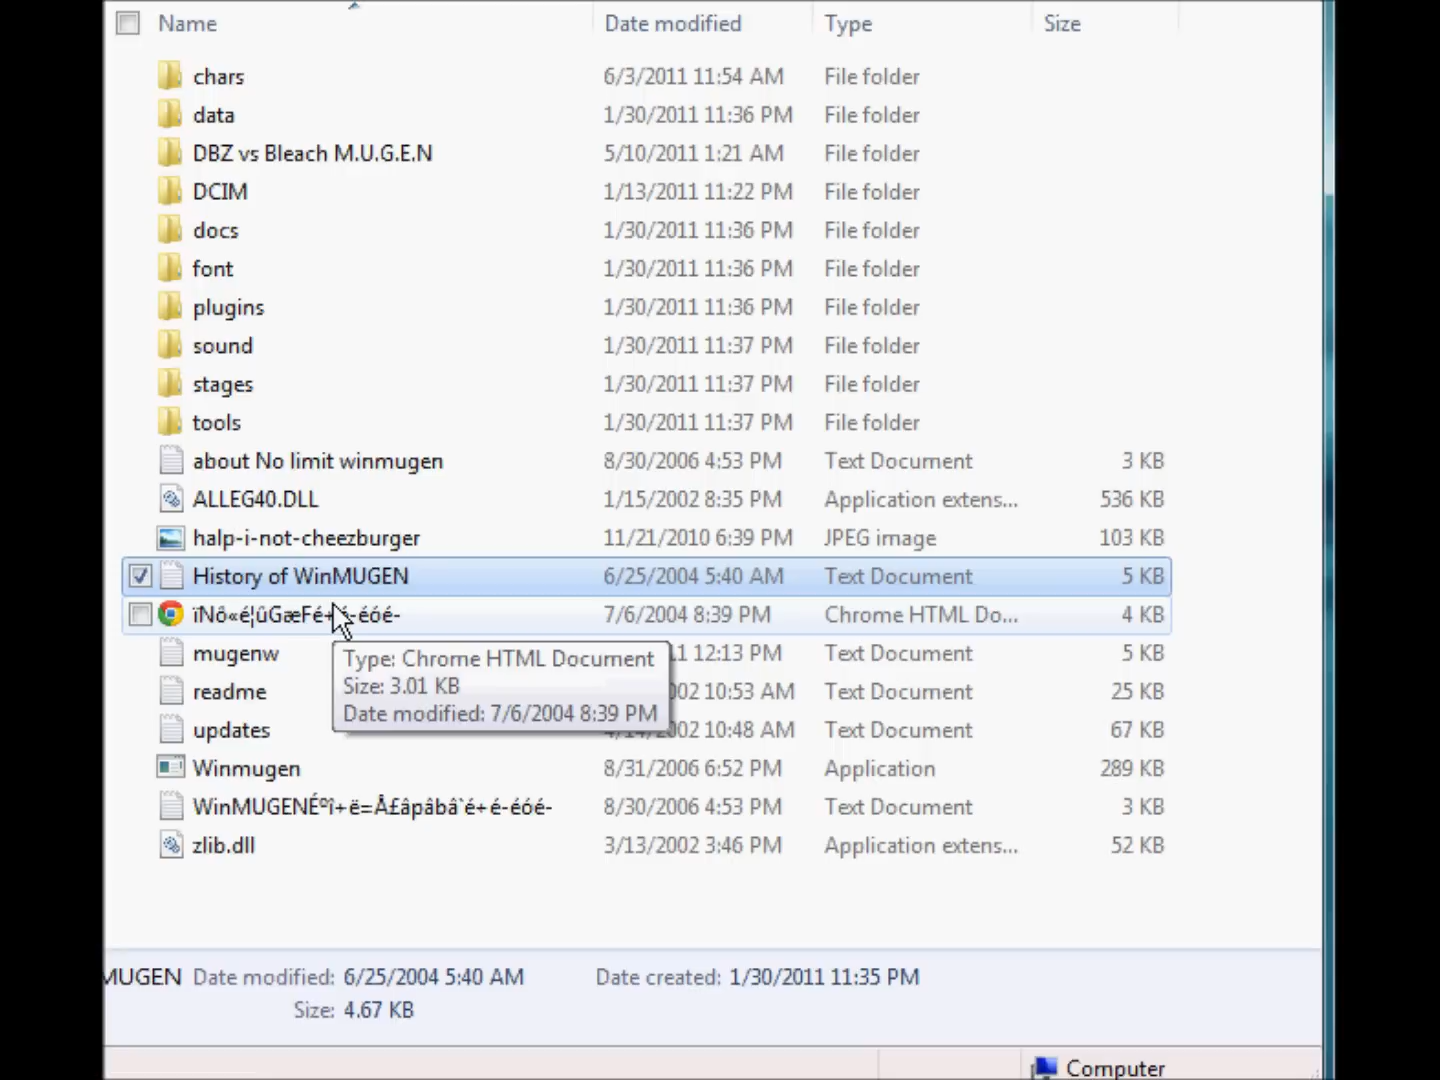 Name Date modified Type Size
chars 6/3/2011 11:54 AM File folder
data 1/30/2011 11:36 PM File folder
DBZ vs Bleach M.U.G.E.N 5/10/2011 1:21 AM File folder
DCIM 1/13/2011 11:22 PM File folder
docs 1/30/2011 11:36 PM File folder
font 1/30/2011 11:36 PM File folder
plugins 1/30/2011 11:36 PM File folder
sound 1/30/2011 11:37 PM File folder
stages 1/30/2011 11:37 PM File folder
tools 1/30/2011 11:37 PM File folder
about No limit winmugen 8/30/2006 4:53 PM Text Document 3 KB
ALLEG40.DLL 1/15/2002 8:35 PM Application extens... 536 KB
halp-i-not-cheezburger 11/21/2010 6:39 PM JPEG image 103 KB
History of WinMUGEN 6/25/2004 5:40 AM Text Document 5 KB
7/6/2004 8:39 PM Chrome HTML Do... 4 KB
mugenw 12:13 PM Text Document 5 KB
Type: Chrome HTML Document
Size: 3.01 KB
Date modified: 7/6/2004 8:39 PM
readme 10:53 AM Text Document 25 KB
updates 10:48 AM Text Document 67 KB
Winmugen 8/31/2006 6:52 PM Application 289 KB
8/30/2006 4:53 PM Text Document 3 KB
zlib.dll 3/13/2002 3:46 PM Application extens... 52 KB
MUGEN Date modified: 6/25/2004 5:40 AM Date created: 1/30/2011 11:35 PM
Size: 4.67 KB
Computer